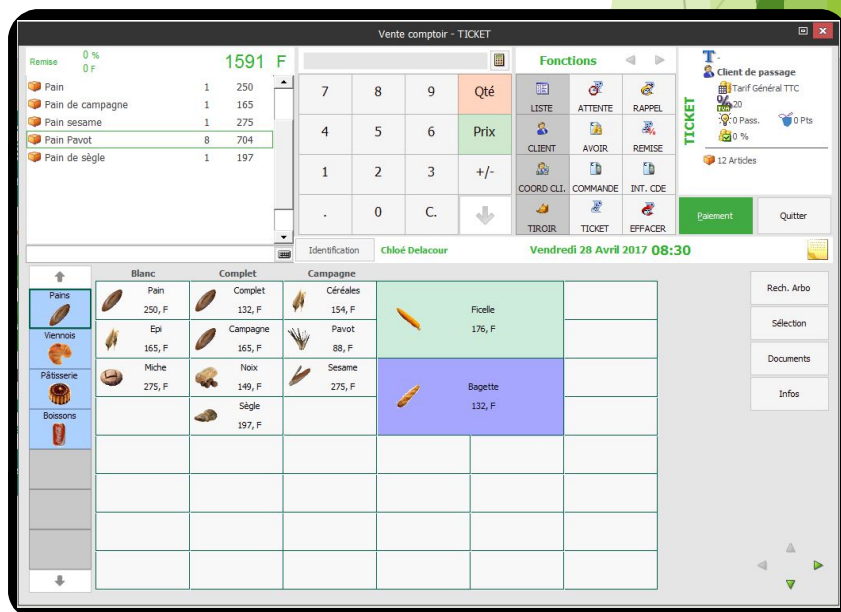 Vente comptoir - TICKET
Remise 0 % 0 F 1591 F
Pain 1 250
Pain de campagne 1 165
Pain sesame 1 275
Pain Pavot 8 704
Pain de sègle 1 197
7 8 9 Qté
4 5 6 Prix
1 2 3 +/-
. 0 C.
Fonctions
LISTE ATTENTE RAPPEL
CLIENT AVOIR REMISE
COORD CLI. COMMANDE INT. CDE
TIROIR TICKET EFFACER
TICKET
T -
Client de passage
Tarif Général TTC
20
0 Pass. 0 Pts
0 %
12 Articles
Paiement Quitter
Identification Chloé Delacour Vendredi 28 Avril 2017 08:30
Pains
Viennois
Pâtisserie
Boissons
Blanc Complet Campagne
Pain Complet Céréales
250, F 132, F 154, F
Ficelle
176, F
Epi Campagne Pavot
165, F 165, F 88, F
Miche Noix Sesame
275, F 149, F 275, F
Bagette
132, F
Sègle
197, F
Rech. Arbo
Sélection
Documents
Infos